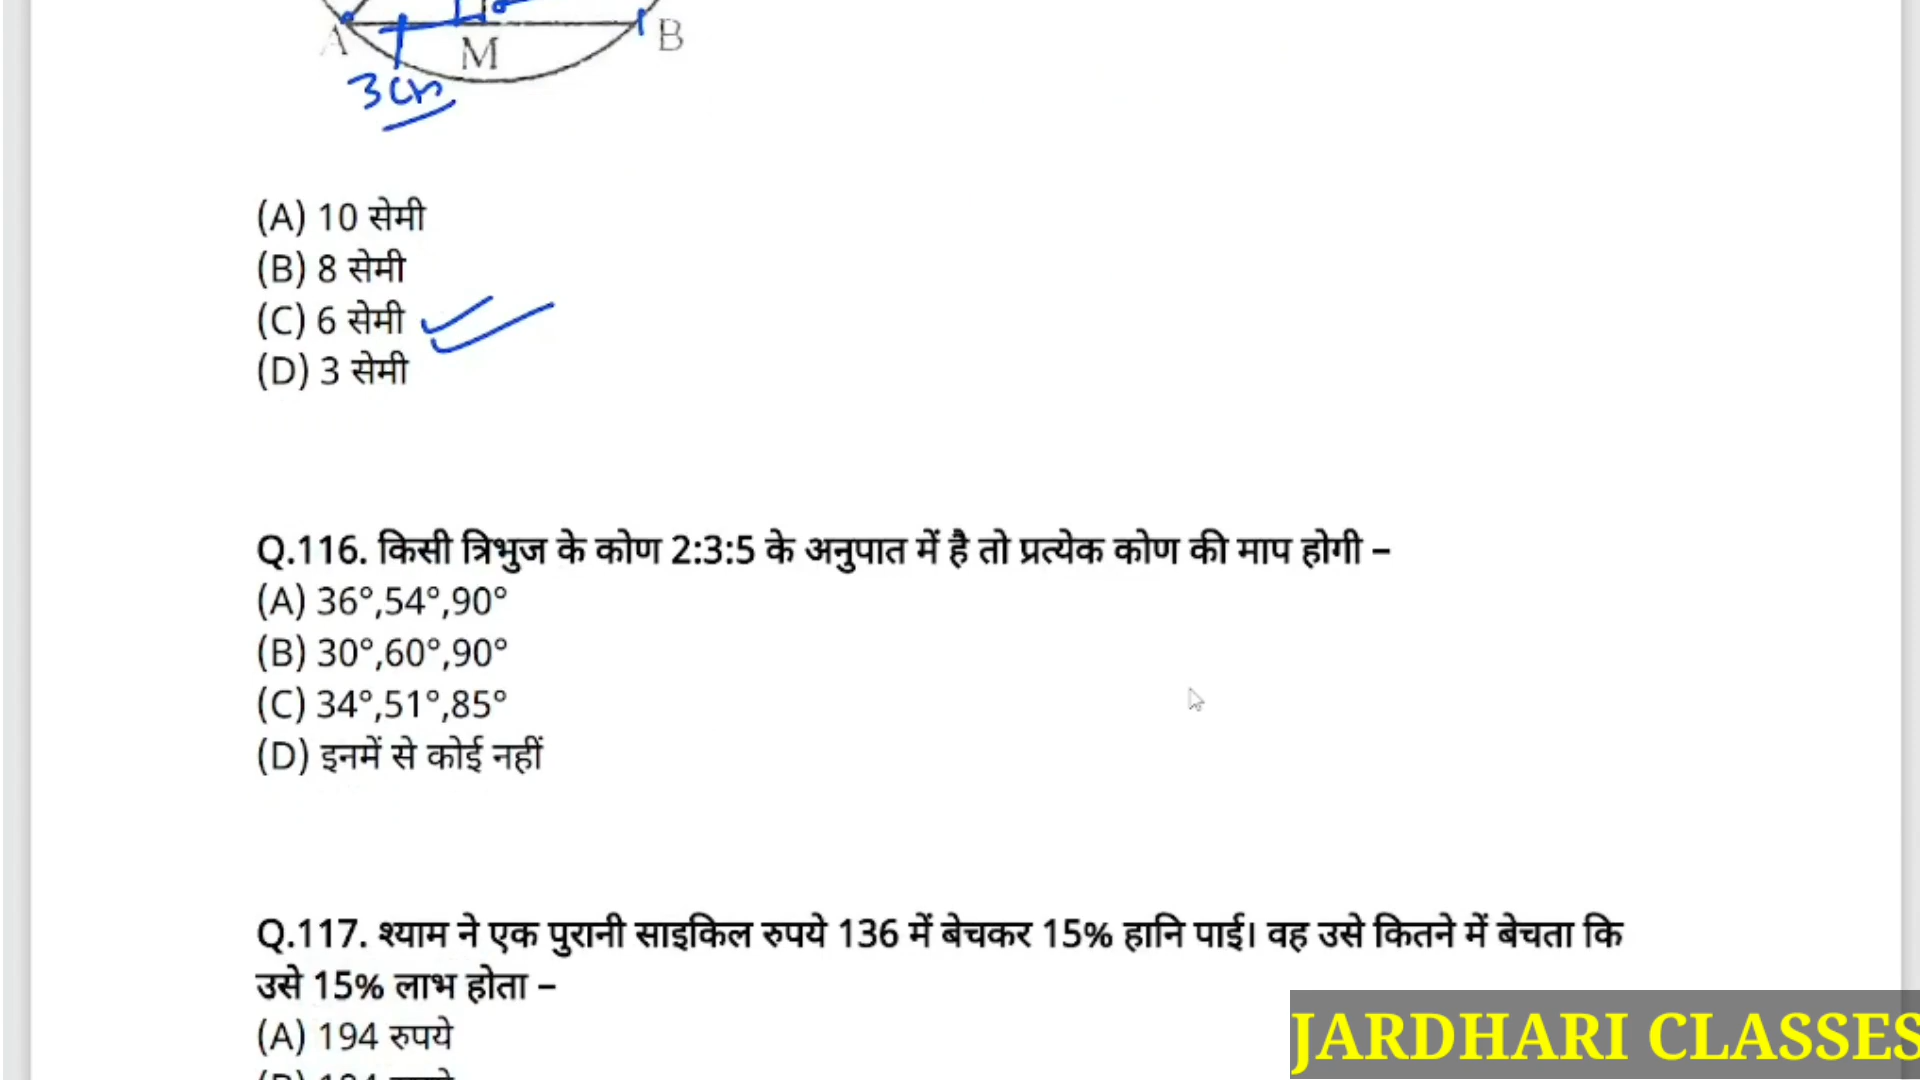 A
M
B
3 cm
(A) 10 सेमी
(B) 8 सेमी
(C) 6 सेमी
(D) 3 सेमी
Q.116. किसी त्रिभुज के कोण 2:3:5 के अनुपात में है तो प्रत्येक कोण की माप होगी –
(A) 36°,54°,90°
(B) 30°,60°,90°
(C) 34°,51°,85°
(D) इनमें से कोई नहीं
Q.117. श्याम ने एक पुरानी साइकिल रुपये 136 में बेचकर 15% हानि पाई। वह उसे कितने में बेचता कि
उसे 15% लाभ होता –
(A) 194 रुपये
JARDHARI CLASSES